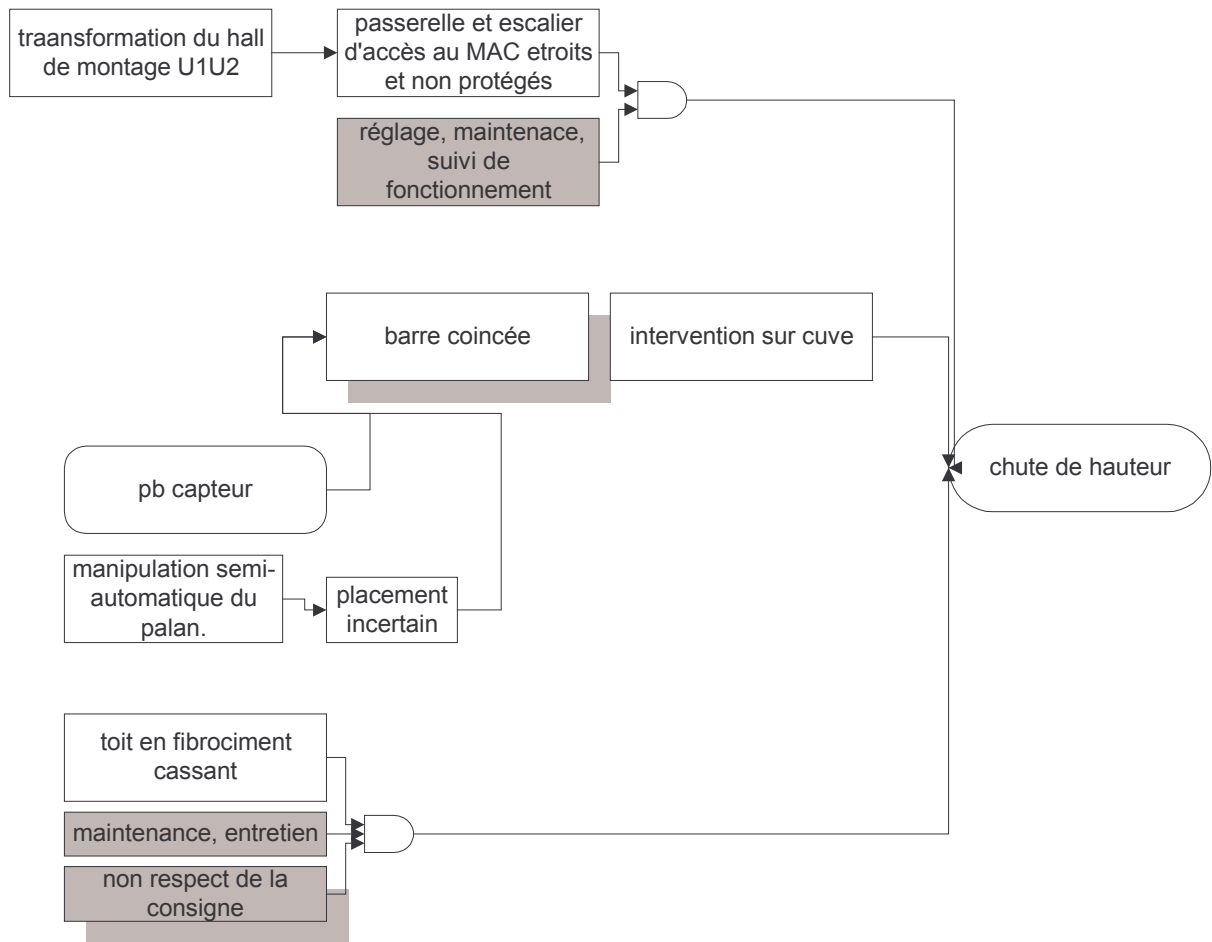 traansformation du hall
de montage U1U2
passerelle et escalier
d'accès au MAC etroits
et non protégés
réglage, maintenace,
suivi de
fonctionnement
barre coincée
intervention sur cuve
chute de hauteur
pb capteur
manipulation semi-
automatique du
palan.
placement
incertain
toit en fibrociment
cassant
maintenance, entretien
non respect de la
consigne